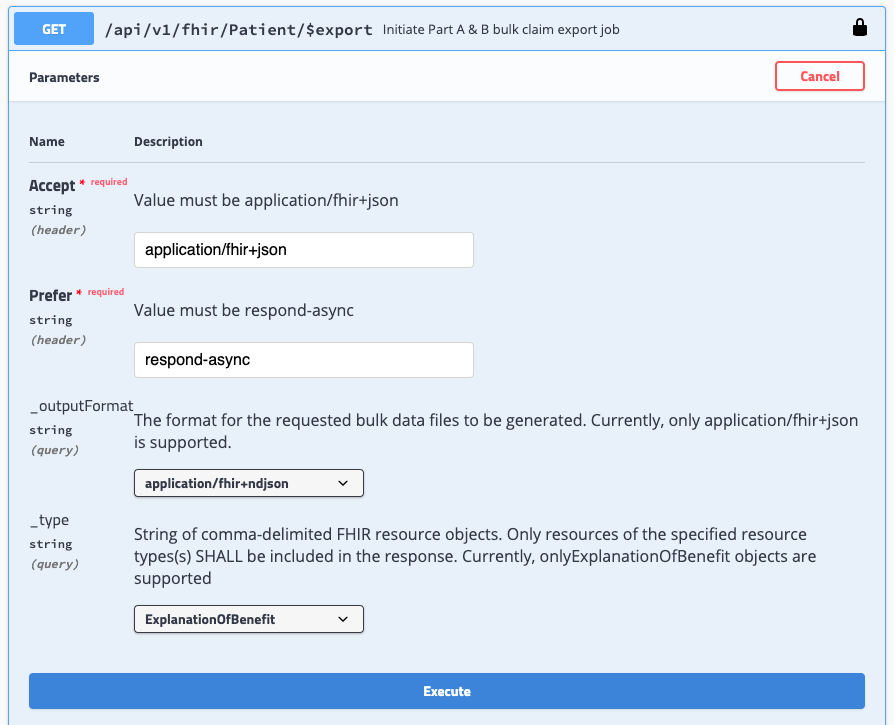 GET /api/v1/fhir/Patient/$export Initiate Part A & B bulk claim export job
Parameters
Cancel
Name Description
Accept * required
string
(header)
Value must be application/fhir+json
application/fhir+json
Prefer * required
string
(header)
Value must be respond-async
respond-async
_outputFormat
string
(query)
The format for the requested bulk data files to be generated. Currently, only application/fhir+json
is supported.
application/fhir+ndjson
_type
string
(query)
String of comma-delimited FHIR resource objects. Only resources of the specified resource
types(s) SHALL be included in the response. Currently, onlyExplanationOfBenefit objects are
supported
ExplanationOfBenefit
Execute